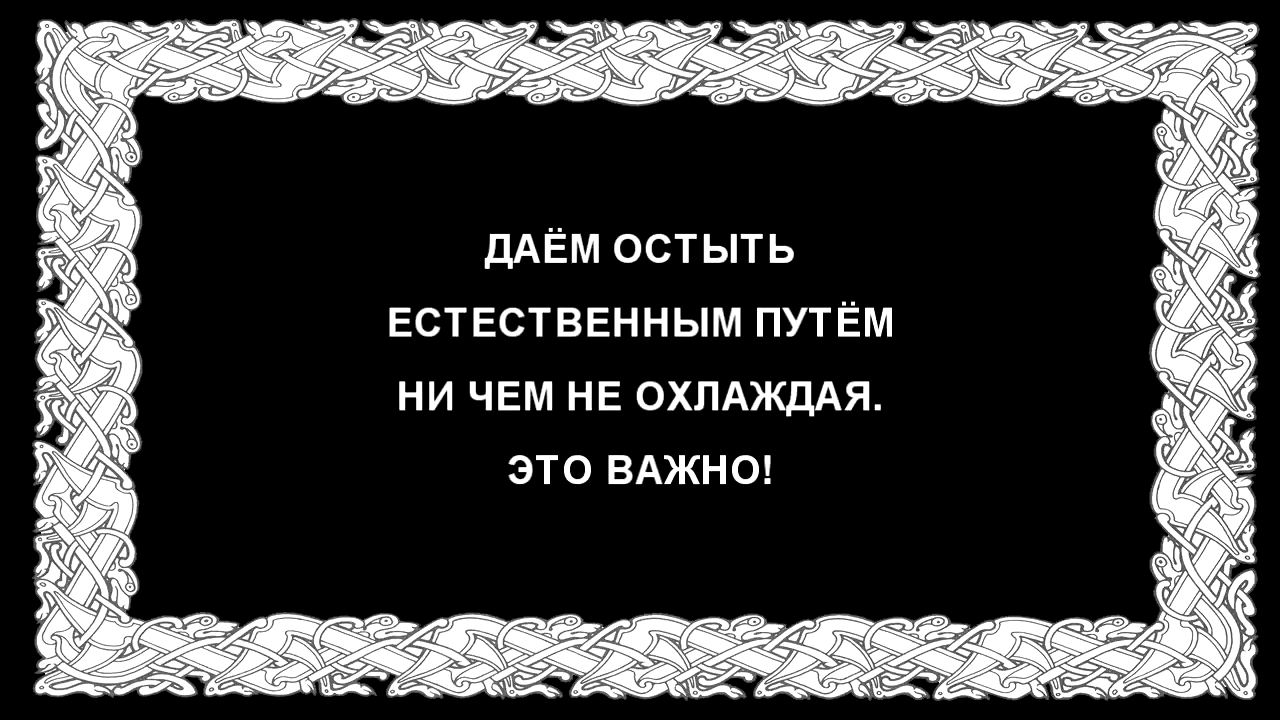 ДАЁМ ОСТЫТЬ
ЕСТЕСТВЕННЫМ ПУТЁМ
НИ ЧЕМ НЕ ОХЛАЖДАЯ.
ЭТО ВАЖНО!